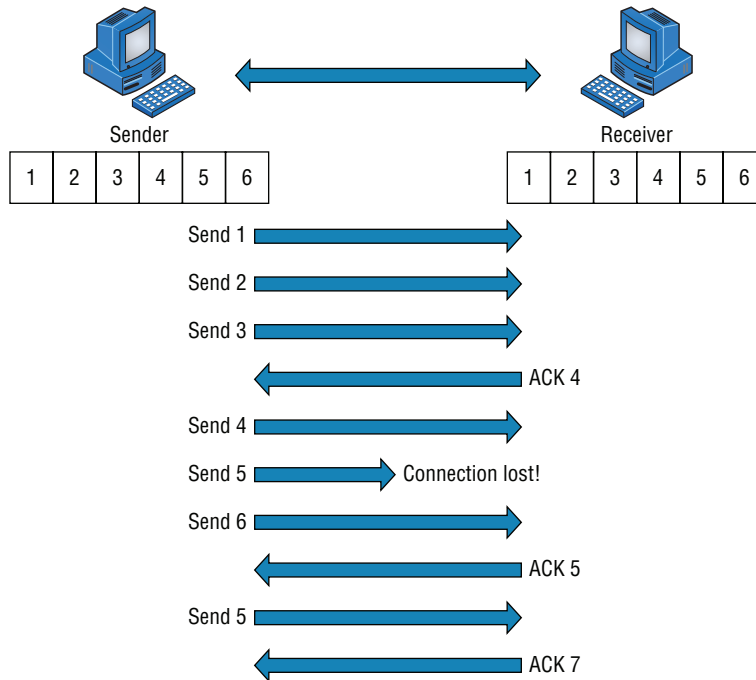 Sender
Receiver
1 2 3 4 5 6
1 2 3 4 5 6
Send 1
Send 2
Send 3
ACK 4
Send 4
Send 5
Connection lost!
Send 6
ACK 5
Send 5
ACK 7